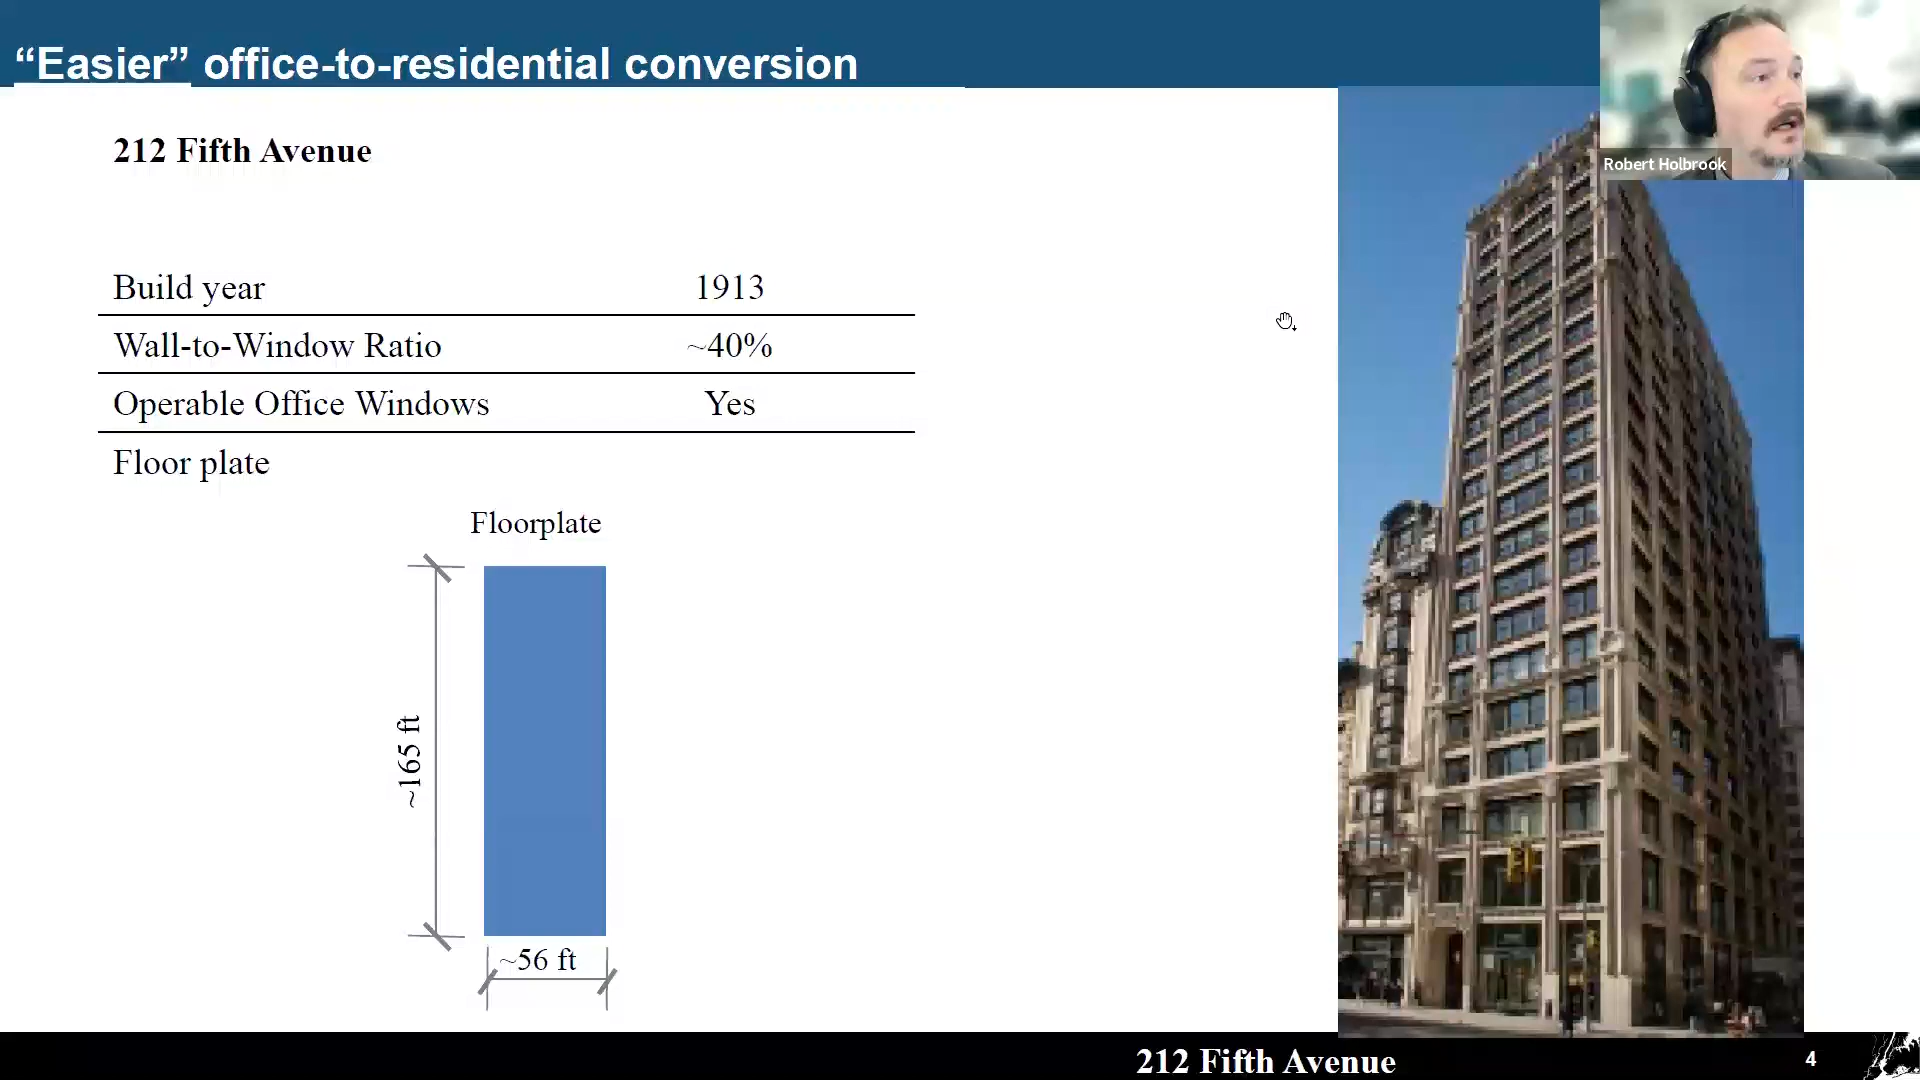 “Easier” office-to-residential conversion
Robert Holbrook
212 Fifth Avenue
Build year 1913
Wall-to-Window Ratio ~40%
Operable Office Windows Yes
Floor plate
Floorplate
~165 ft
~56 ft
212 Fifth Avenue
4